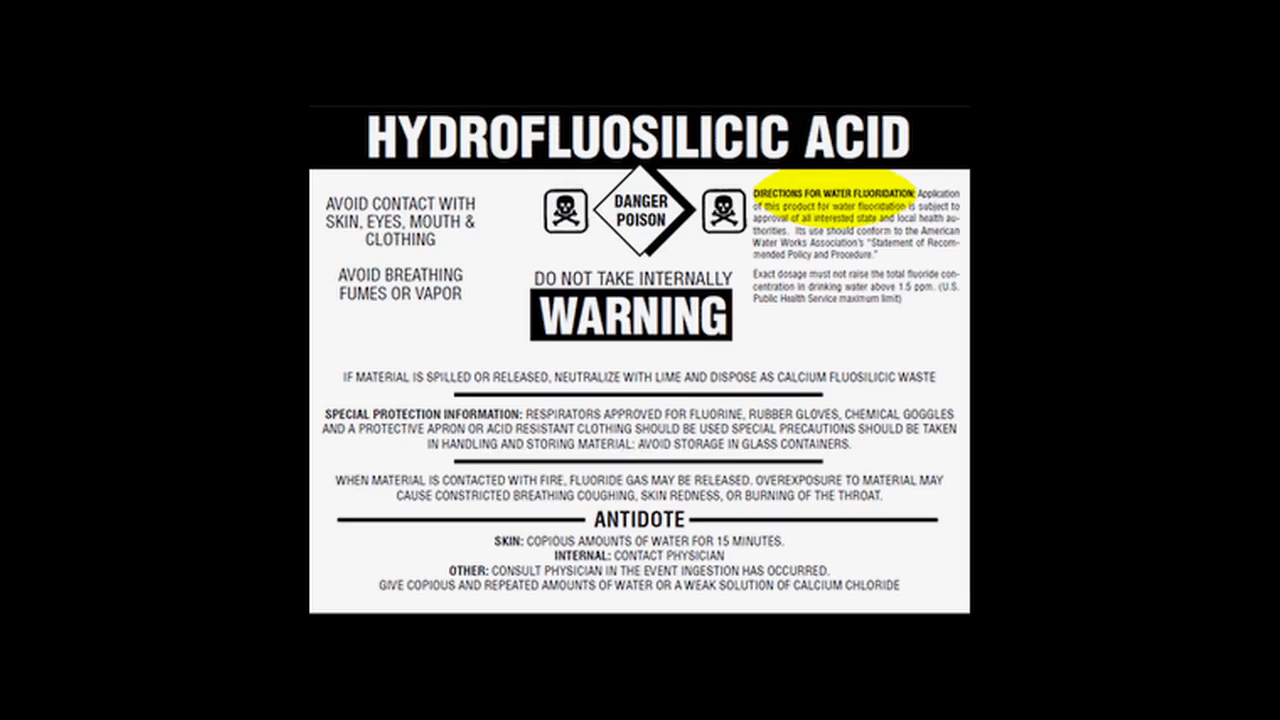 HYDROFLUOSILICIC ACID
AVOID CONTACT WITH
SKIN, EYES, MOUTH &
CLOTHING
AVOID BREATHING
FUMES OR VAPOR
DANGER
POISON
DO NOT TAKE INTERNALLY
WARNING
DIRECTIONS FOR WATER FLUORIDATION: Application
of this product for water fluoridation is subject to
approval of all interested state and local health au-
thorities. Its use should conform to the American
Water Works Association's "Statement of Recom-
mended Policy and Procedure."
Exact dosage must not raise the total fluoride con-
centration in drinking water above 1.5 ppm. (U.S.
Public Health Service maximum limit)
IF MATERIAL IS SPILLED OR RELEASED, NEUTRALIZE WITH LIME AND DISPOSE AS CALCIUM FLUOSILICIC WASTE
SPECIAL PROTECTION INFORMATION: RESPIRATORS APPROVED FOR FLUORINE, RUBBER GLOVES, CHEMICAL GOGGLES
AND A PROTECTIVE APRON OR ACID RESISTANT CLOTHING SHOULD BE USED SPECIAL PRECAUTIONS SHOULD BE TAKEN
IN HANDLING AND STORING MATERIAL: AVOID STORAGE IN GLASS CONTAINERS.
WHEN MATERIAL IS CONTACTED WITH FIRE, FLUORIDE GAS MAY BE RELEASED. OVEREXPOSURE TO MATERIAL MAY
CAUSE CONSTRICTED BREATHING COUGHING, SKIN REDNESS, OR BURNING OF THE THROAT.
ANTIDOTE
SKIN: COPIOUS AMOUNTS OF WATER FOR 15 MINUTES.
INTERNAL: CONTACT PHYSICIAN
OTHER: CONSULT PHYSICIAN IN THE EVENT INGESTION HAS OCCURRED.
GIVE COPIOUS AND REPEATED AMOUNTS OF WATER OR A WEAK SOLUTION OF CALCIUM CHLORIDE